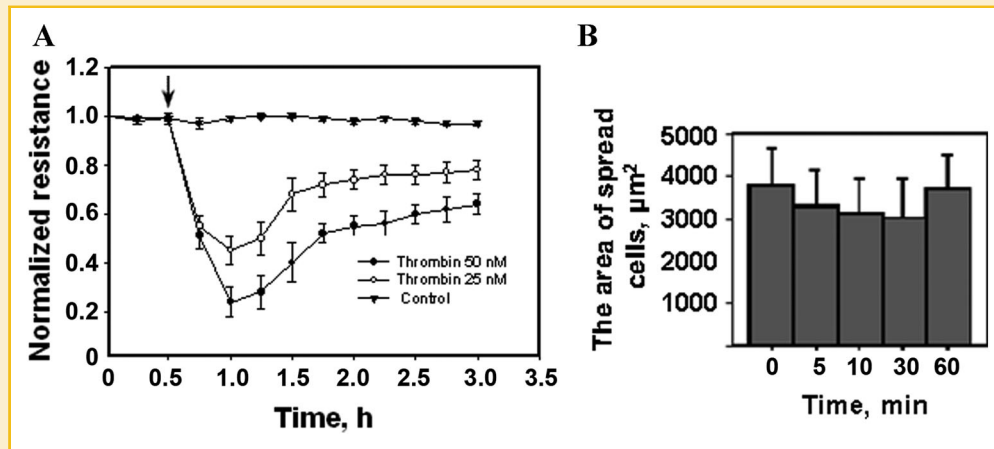 A
Normalized resistance
1.2
1.0
0.8
0.6
0.4
0.2
0
Thrombin 50 nM
Thrombin 25 nM
Control
0 0.5 1.0 1.5 2.0 2.5 3.0 3.5
Time, h
B
The area of spread
cells, µm²
5000
4000
3000
2000
1000
0 5 10 30 60
Time, min